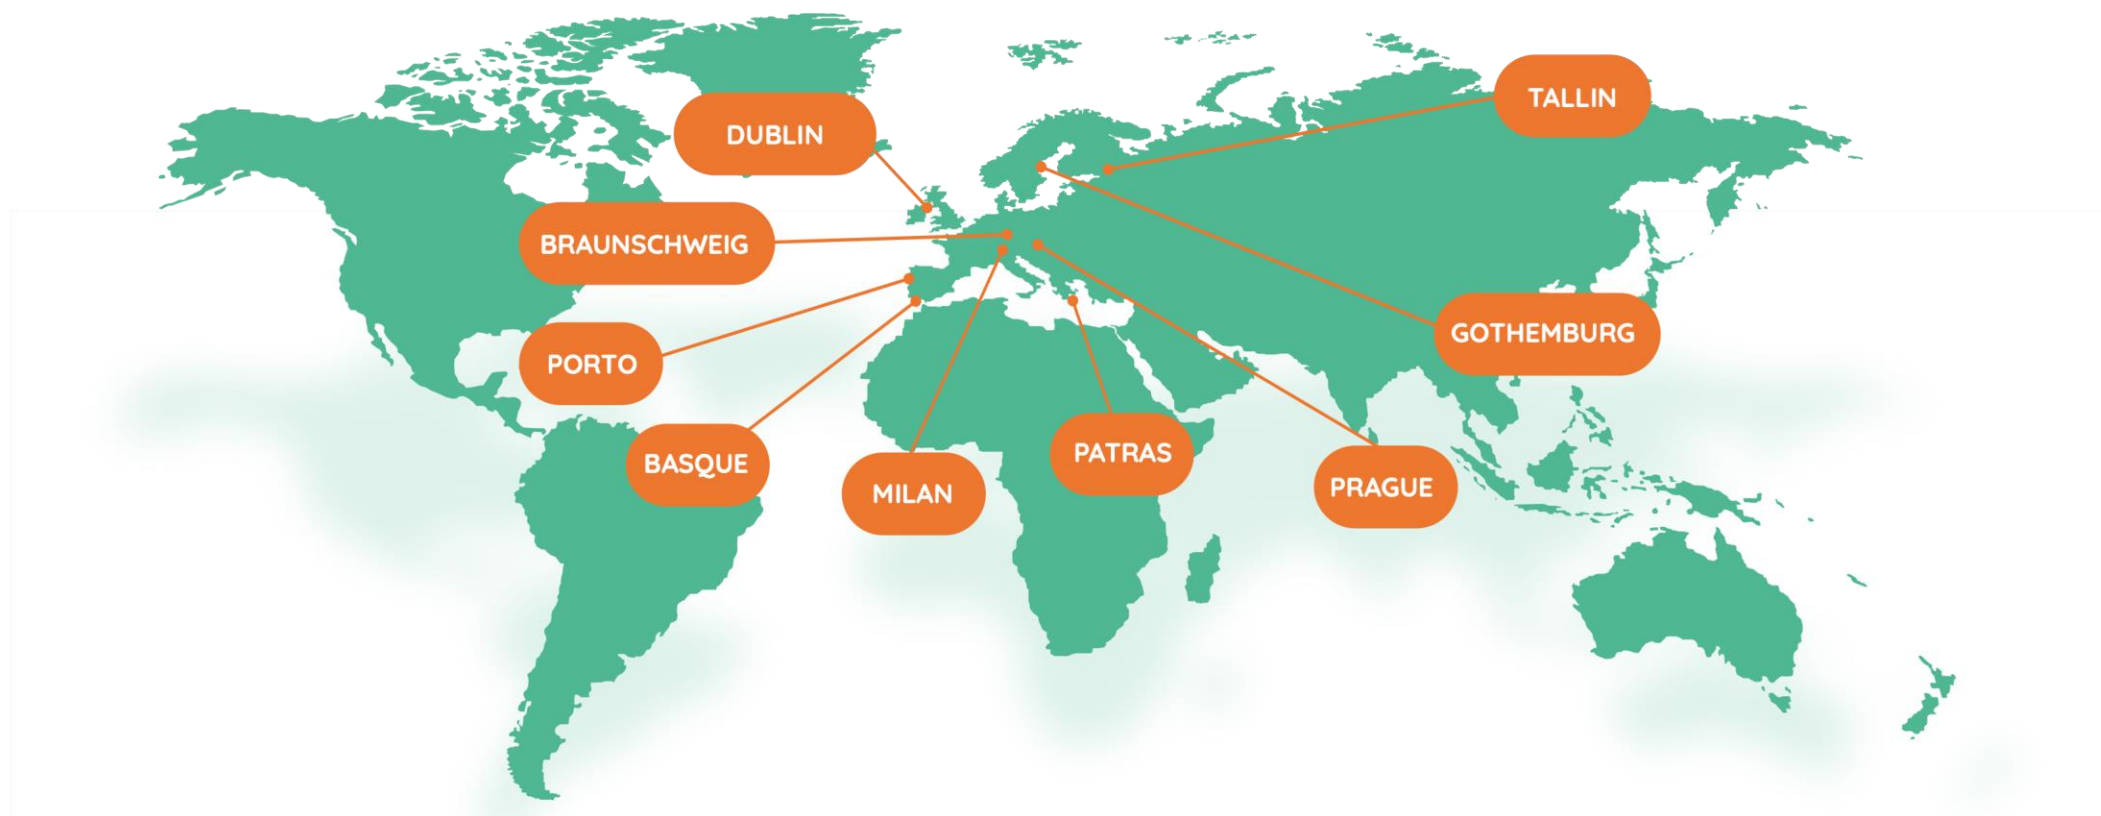 TALLIN
DUBLIN
BRAUNSCHWEIG
GOTHEMBURG
PORTO
PATRAS
BASQUE
PRAGUE
MILAN